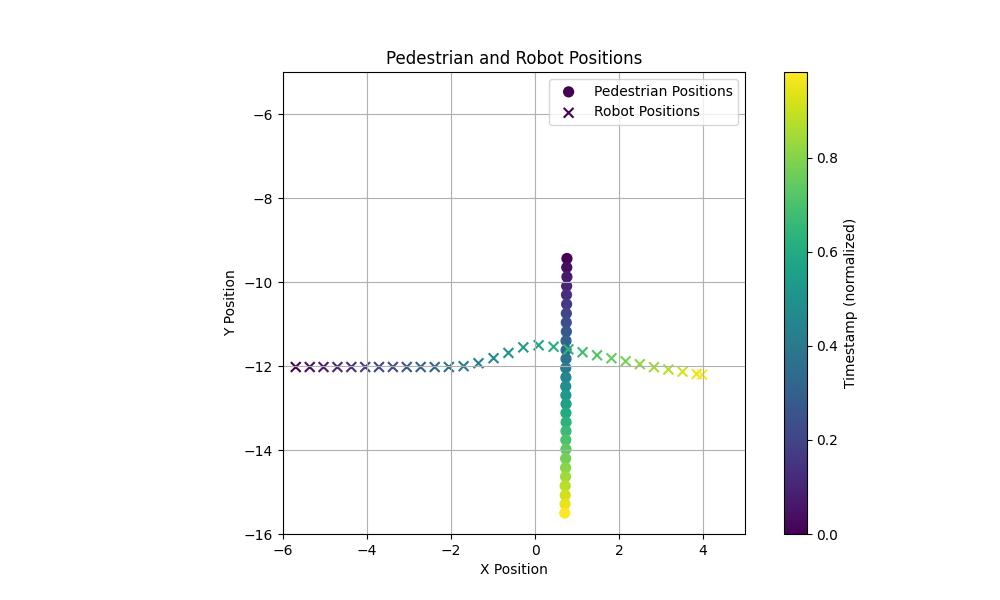 Pedestrian and Robot Positions
Pedestrian Positions
Robot Positions
−6
−8
−10
−12
−14
−16
Y Position
−6 −4 −2 0 2 4
X Position
0.8
0.6
0.4
0.2
0.0
Timestamp (normalized)